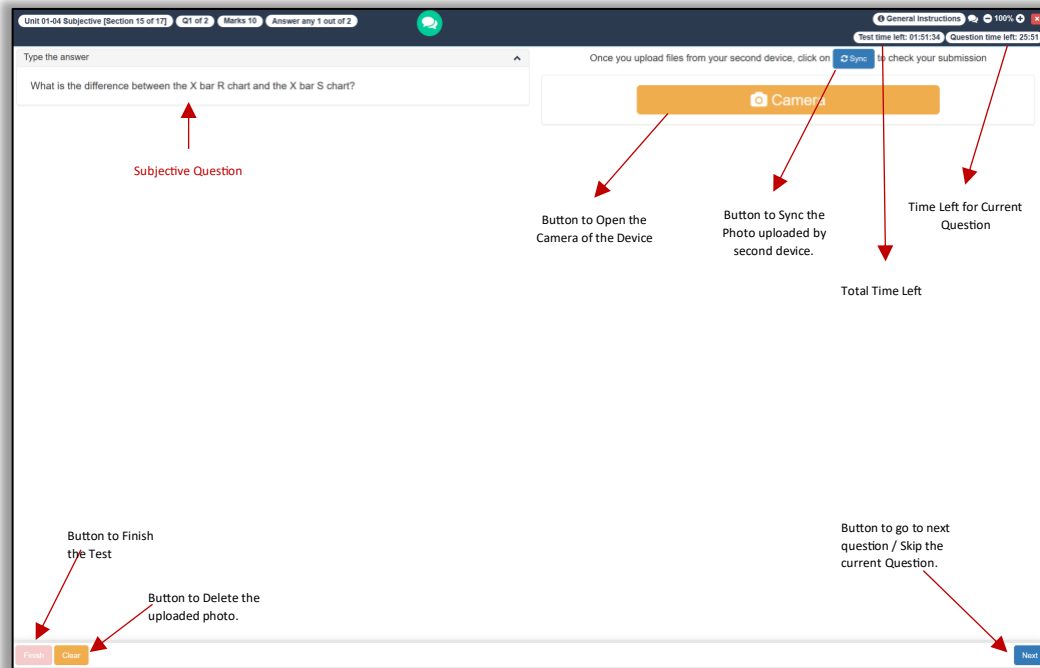 Unit 01-04 Subjective [Section 15 of 17] Q1 of 2 Marks 10 Answer any 1 out of 2
General Instructions 100%
Test time left: 01:51:34 Question time left: 25:51
Type the answer
What is the difference between the X bar R chart and the X bar S chart?
Once you upload files from your second device, click on Sync to check your submission
Camera
Subjective Question
Button to Open the
Camera of the Device
Button to Sync the
Photo uploaded by
second device.
Time Left for Current
Question
Total Time Left
Button to Finish
the Test
Button to Delete the
uploaded photo.
Button to go to next
question / Skip the
current Question.
Finish Clear
Next